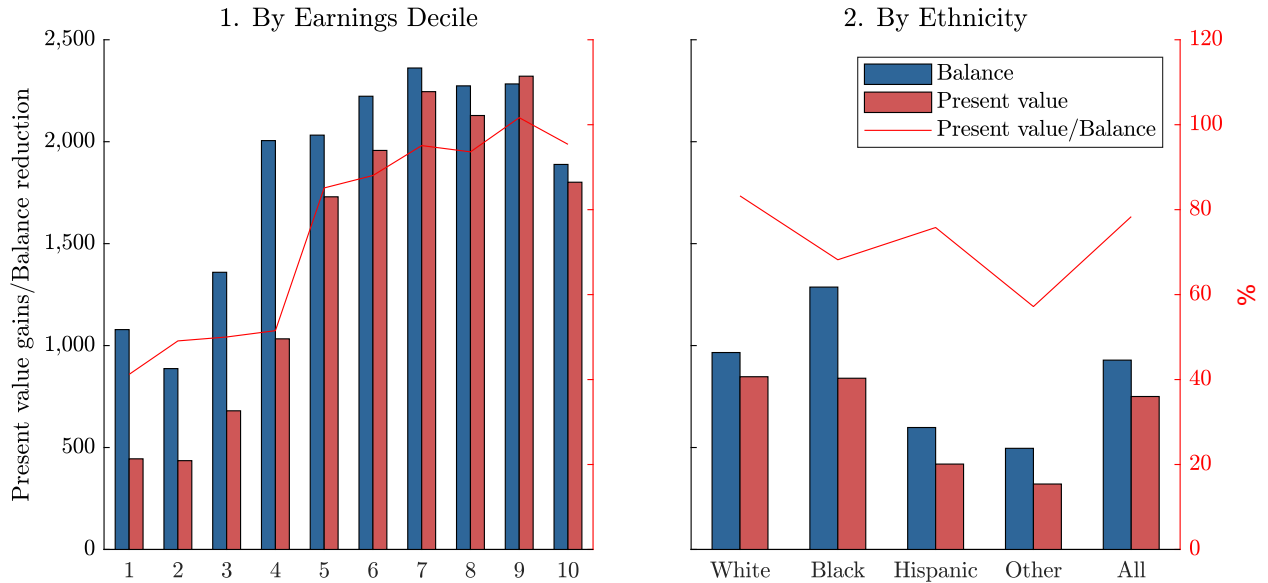 1. By Earnings Decile
Present value gains/Balance reduction
2,500
2,000
1,500
1,000
500
0
1 2 3 4 5 6 7 8 9 10
2. By Ethnicity
Balance
Present value
Present value/Balance
120
100
80
60
40
20
0
%
White Black Hispanic Other All